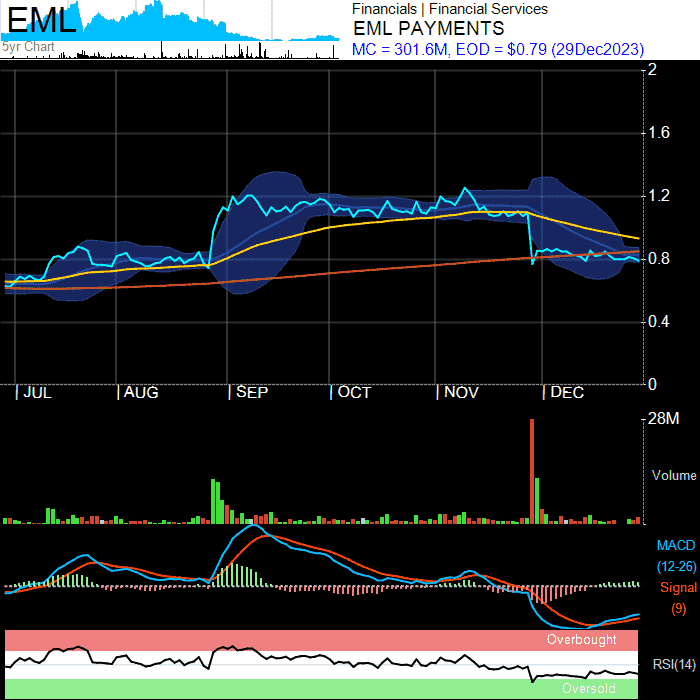 EML
5yr Chart
Financials | Financial Services
EML PAYMENTS
MC = 301.6M, EOD = $0.79 (29Dec2023)
2
1.6
1.2
0.8
0.4
0
| JUL | AUG | SEP | OCT | NOV | DEC
28M
Volume
MACD
(12-26)
Signal
(9)
Overbought
RSI(14)
Oversold